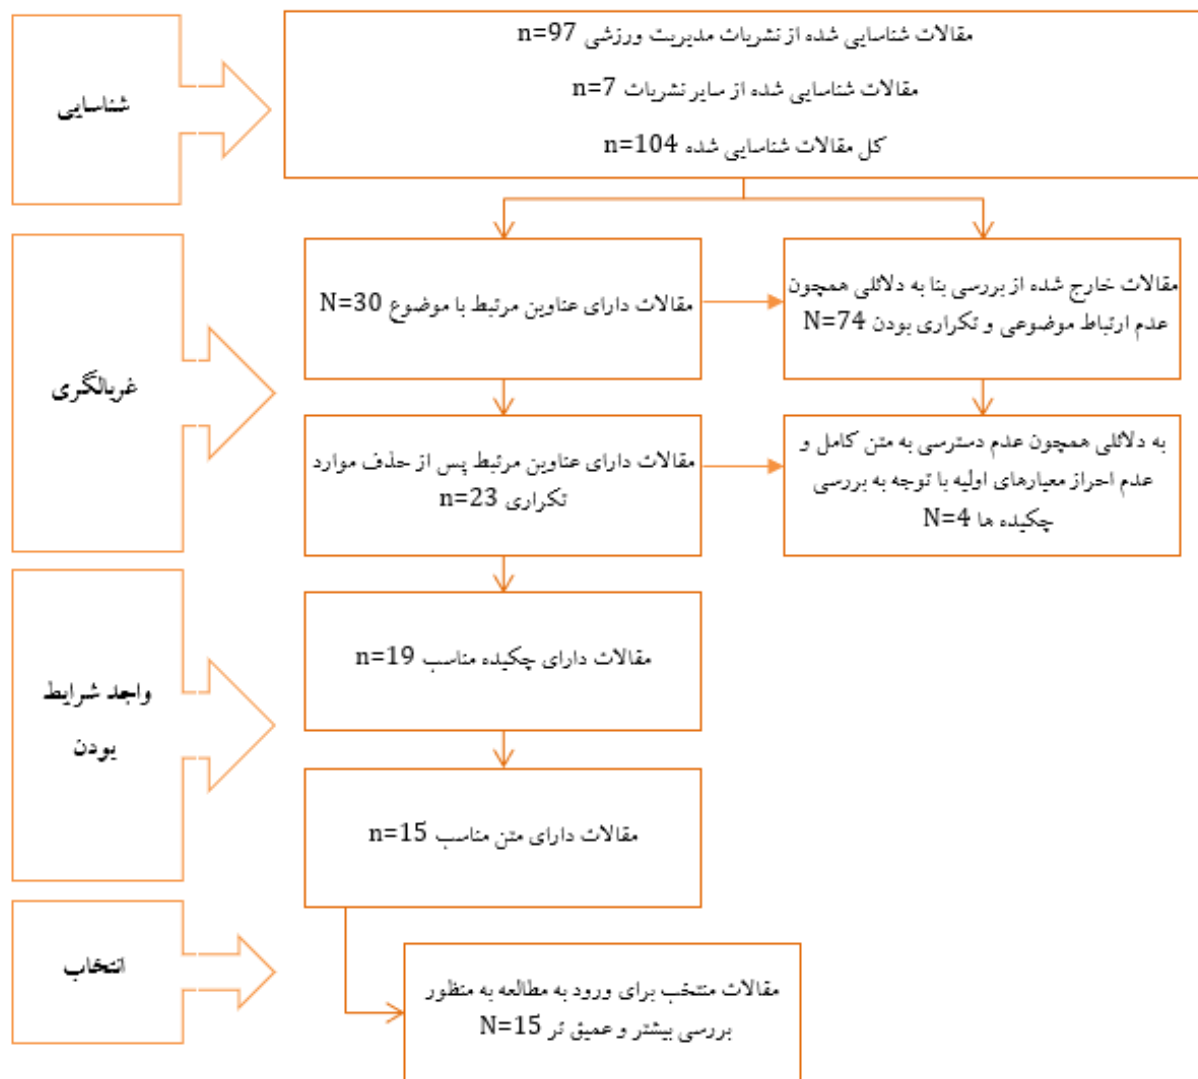 شناسایی
مقالات شناسایی شده از نشریات مدیریت ورزشی n=97
مقالات شناسایی شده از سایر نشریات n=7
کل مقالات شناسایی شده n=104
غربالگری
مقالات دارای عناوین مرتبط با موضوع N=30
مقالات خارج شده از بررسی بنا به دلائلی همچون
عدم ارتباط موضوعی و تکراری بودن N=74
مقالات دارای عناوین مرتبط پس از حذف موارد
تکراری n=23
به دلائلی همچون عدم دسترسی به متن کامل و
عدم احراز معیارهای اولیه با توجه به بررسی
چکیده ها N=4
واجد شرایط
بودن
مقالات دارای چکیده مناسب n=19
مقالات دارای متن مناسب n=15
انتخاب
مقالات منتخب برای ورود به مطالعه به منظور
بررسی بیشتر و عمیق تر N=15